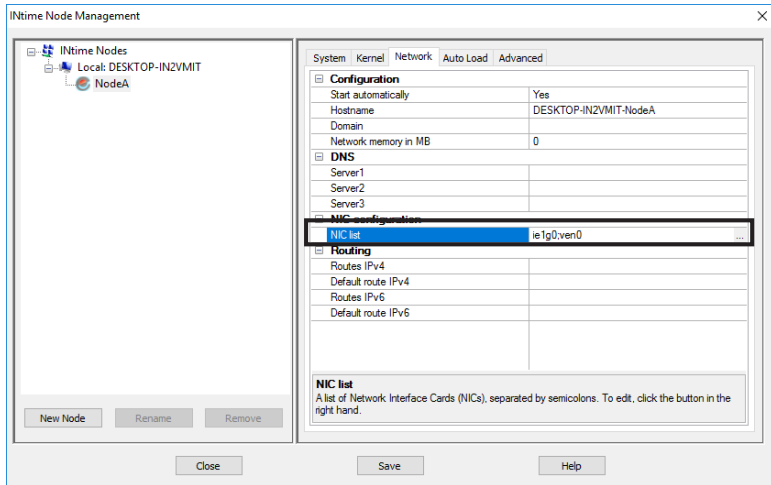 INtime Node Management
INtime Nodes
Local: DESKTOP-IN2VMIT
NodeA
New Node Rename Remove
System Kernel Network Auto Load Advanced
Configuration
Start automatically Yes
Hostname DESKTOP-IN2VMIT-NodeA
Domain
Network memory in MB 0
DNS
Server1
Server2
Server3
NIC configuration
NIC list ie1g0;ven0 ...
Routing
Routes IPv4
Default route IPv4
Routes IPv6
Default route IPv6
NIC list
A list of Network Interface Cards (NICs), separated by semicolons. To edit, click the button in the
right hand.
Close Save Help